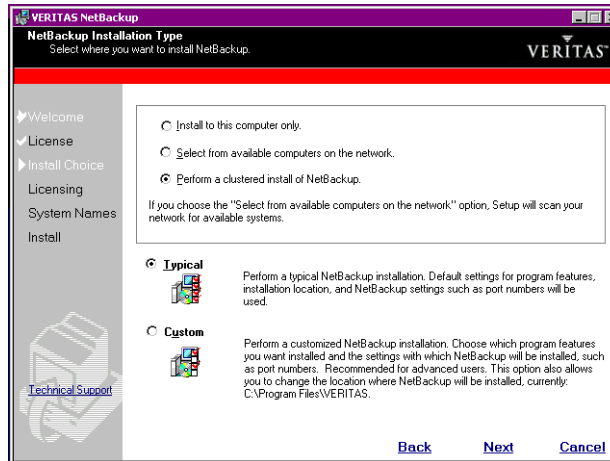 VERITAS NetBackup
NetBackup Installation Type
Select where you want to install NetBackup.
VERITAS
Welcome
License
Install Choice
Licensing
System Names
Install
Technical Support
Install to this computer only.
Select from available computers on the network.
Perform a clustered install of NetBackup.
If you choose the "Select from available computers on the network" option, Setup will scan your
network for available systems.
Typical
Perform a typical NetBackup installation. Default settings for program features,
installation location, and NetBackup settings such as port numbers will be
used.
Custom
Perform a customized NetBackup installation. Choose which program features
you want installed and the settings with which NetBackup will be installed, such
as port numbers.  Recommended for advanced users. This option also allows
you to change the location where NetBackup will be installed, currently:
C:\Program Files\VERITAS.
Back
Next
Cancel